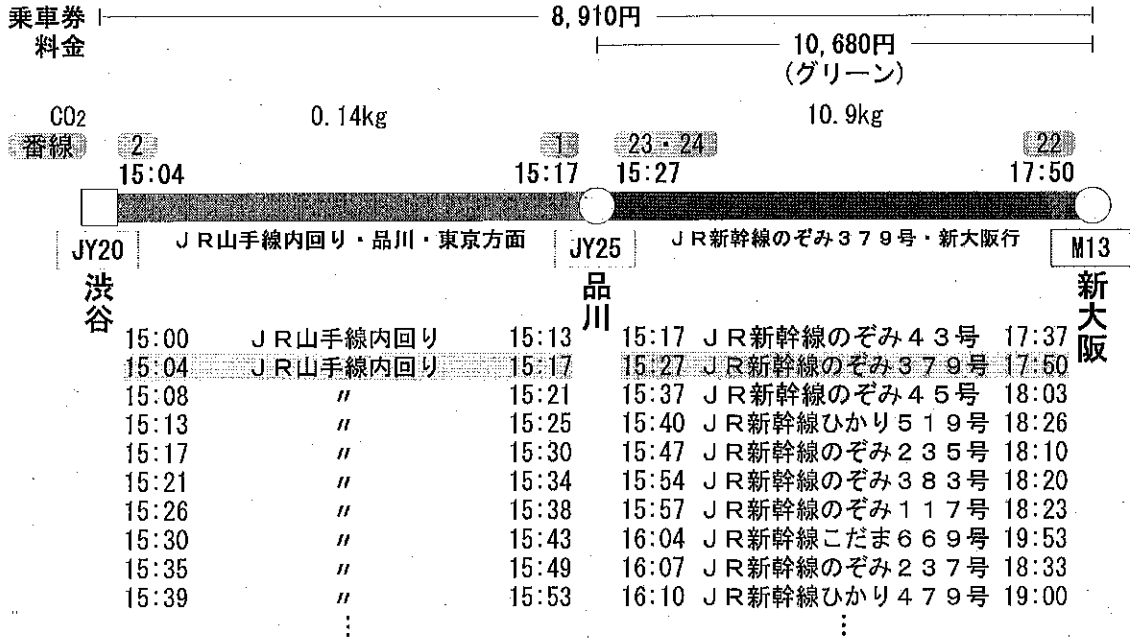 乗車券 8,910円
料金 10,680円
(グリーン)
CO2 0.14kg 10.9kg
番線 2 1 23・24 22
15:04 15:17 15:27 17:50
JR山手線内回り・品川・東京方面 JR新幹線のぞみ379号・新大阪行
JY20 JY25 M13
渋谷 品川 新大阪
15:00 JR山手線内回り 15:13 15:17 JR新幹線のぞみ43号 17:37
15:04 JR山手線内回り 15:17 15:27 JR新幹線のぞみ379号 17:50
15:08 〃 15:21 15:37 JR新幹線のぞみ45号 18:03
15:13 〃 15:25 15:40 JR新幹線ひかり519号 18:26
15:17 〃 15:30 15:47 JR新幹線のぞみ235号 18:10
15:21 〃 15:34 15:54 JR新幹線のぞみ383号 18:20
15:26 〃 15:38 15:57 JR新幹線のぞみ117号 18:23
15:30 〃 15:43 16:04 JR新幹線こだま669号 19:53
15:35 〃 15:49 16:07 JR新幹線のぞみ237号 18:33
15:39 〃 15:53 16:10 JR新幹線ひかり479号 19:00
⋮ ⋮